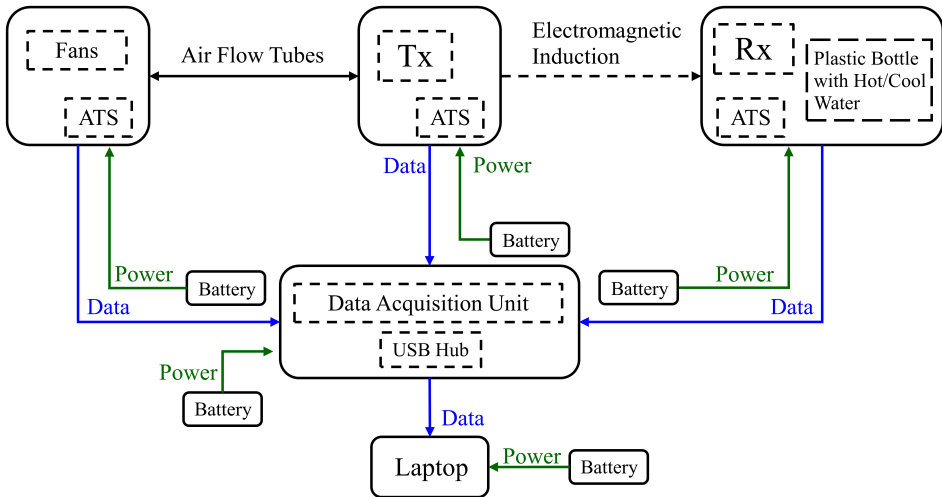 Fans
ATS
Air Flow Tubes
Tx
ATS
Electromagnetic
Induction
Rx
ATS
Plastic Bottle
with Hot/Cool
Water
Data
Power
Battery
Power
Battery
Data
Battery
Power
Data
Data Acquisition Unit
USB Hub
Power
Battery
Data
Laptop
Power
Battery